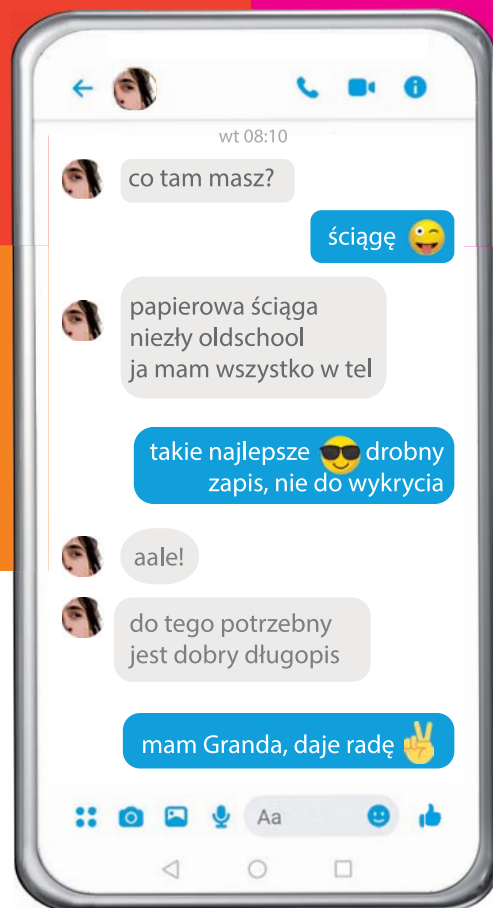 wt 08:10
co tam masz?
ściągę 😜
papierowa ściąga
niezły oldschool
ja mam wszystko w tel
takie najlepsze 😎 drobny
zapis, nie do wykrycia
aale!
do tego potrzebny
jest dobry długopis
mam Granda, daje radę ✌️
Aa